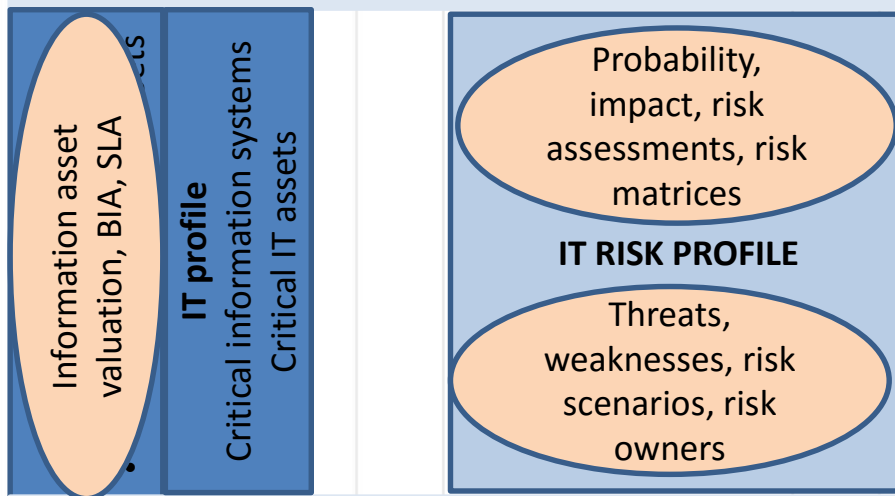 Information asset
valuation, BIA, SLA
IT profile
Critical information systems
Critical IT assets
Probability,
impact, risk
assessments, risk
matrices
IT RISK PROFILE
Threats,
weaknesses, risk
scenarios, risk
owners